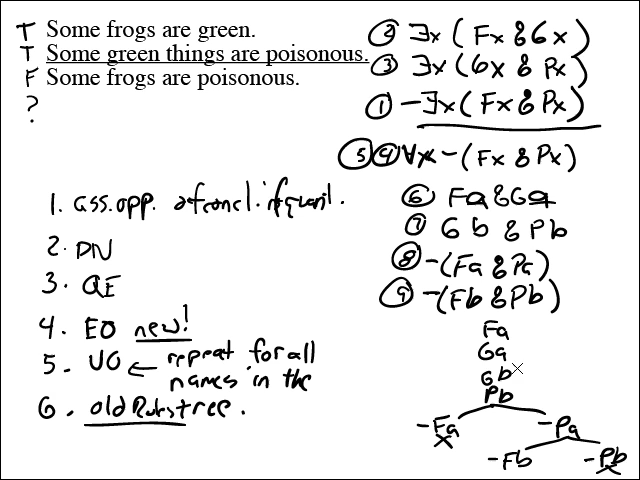 T Some frogs are green.
T Some green things are poisonous.
F Some frogs are poisonous.
?
② ∃x (Fx & Gx)
③ ∃x (Gx & Px)
① -∃x (Fx & Px)
⑤④ ∀x -(Fx & Px)
⑥ Fa & Ga
⑦ Gb & Pb
⑧ -(Fa & Pa)
⑨ -(Fb & Pb)
Fa
Ga
Gb
Pb
-Fa -Pa
x
-Fb -Pb
x
1. ass. opp. of concl. if quant.
2. DN
3. QE
4. EO new!
5. UO ← repeat for all
names in the
6. old Rules tree.